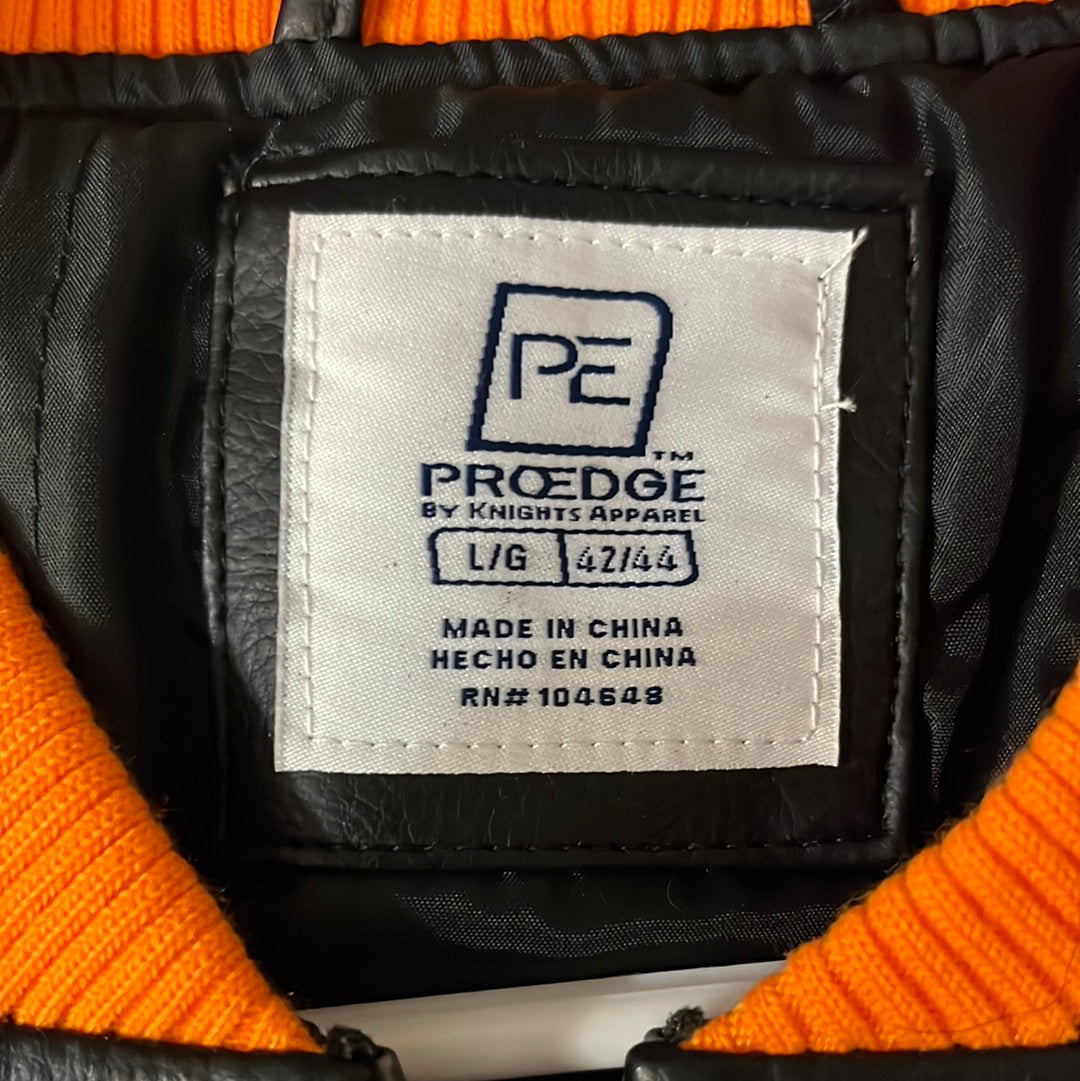 PE
PROEDGE™
BY KNIGHTS APPAREL
L/G 42/44
MADE IN CHINA
HECHO EN CHINA
RN# 104648